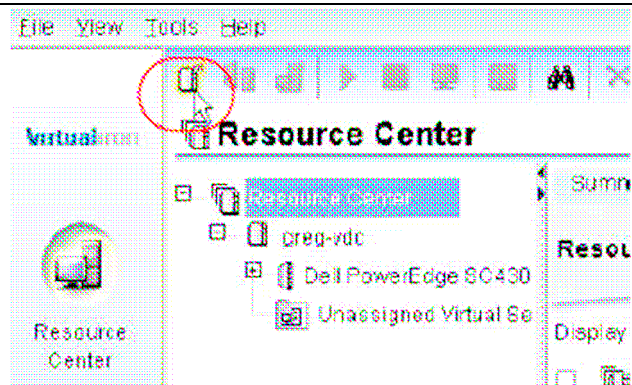 File View Tools Help
Resource Center
Resource Center
greg-vdc
Dell PowerEdge SC430
Unassigned Virtual Se
Resource
Center
Summ
Resou
Display